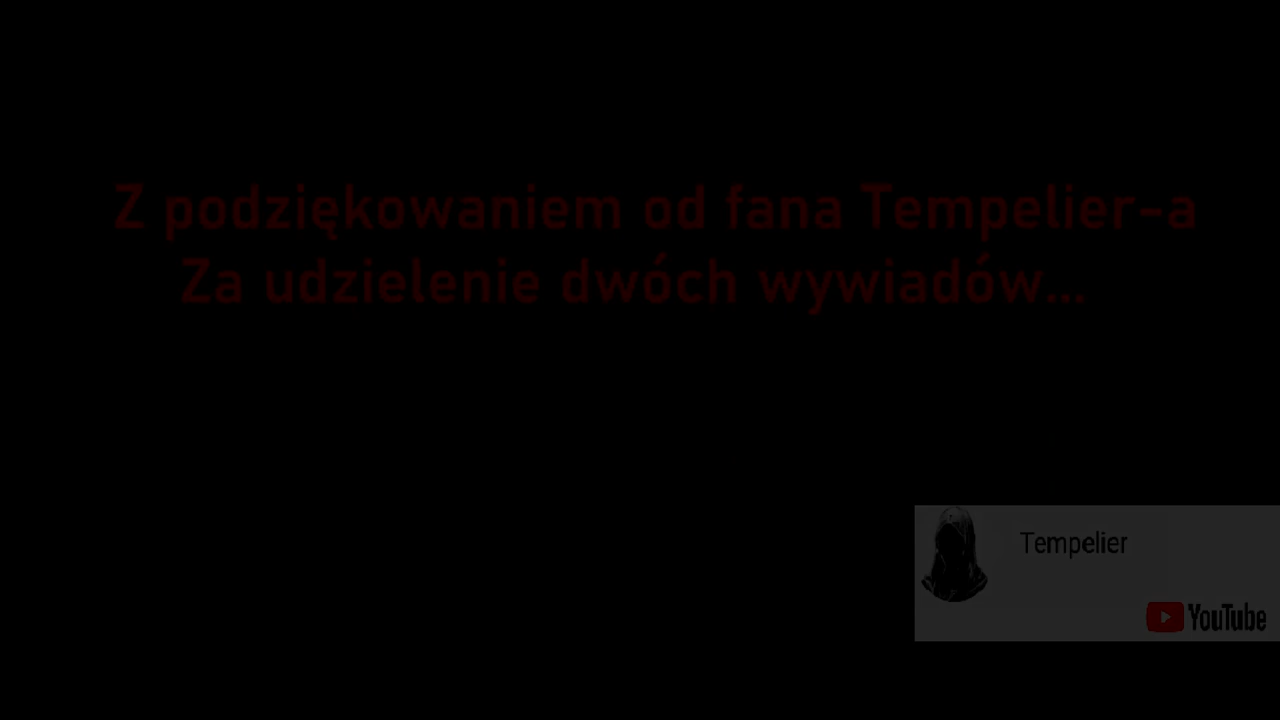 Z podziękowaniem od fana Tempelier-a
Za udzielenie dwóch wywiadów...
Tempelier
YouTube